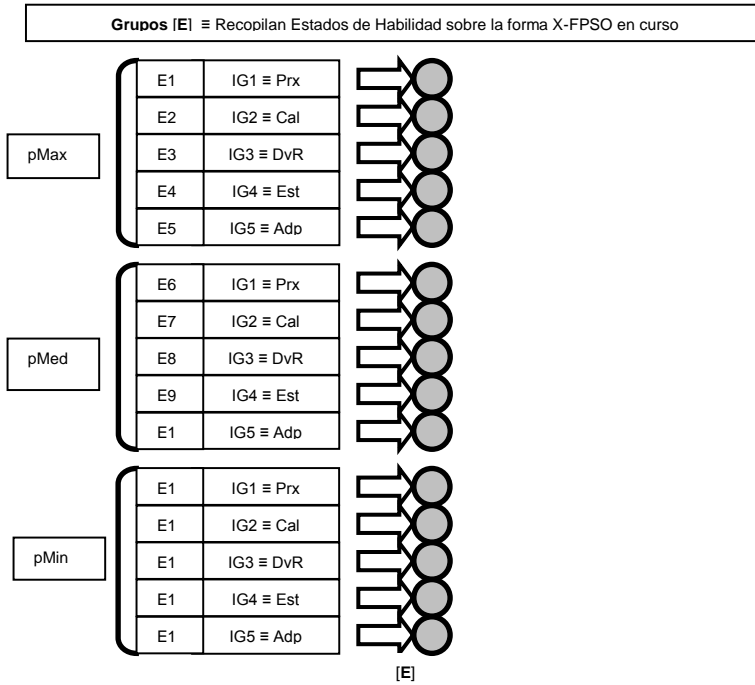 Grupos [E] ≡ Recopilan Estados de Habilidad sobre la forma X-FPSO en curso
E1 IG1 ≡ Prx
E2 IG2 ≡ Cal
pMax E3 IG3 ≡ DvR
E4 IG4 ≡ Est
E5 IG5 ≡ Adp
E6 IG1 ≡ Prx
E7 IG2 ≡ Cal
pMed E8 IG3 ≡ DvR
E9 IG4 ≡ Est
E1 IG5 ≡ Adp
E1 IG1 ≡ Prx
E1 IG2 ≡ Cal
pMin E1 IG3 ≡ DvR
E1 IG4 ≡ Est
E1 IG5 ≡ Adp
[E]